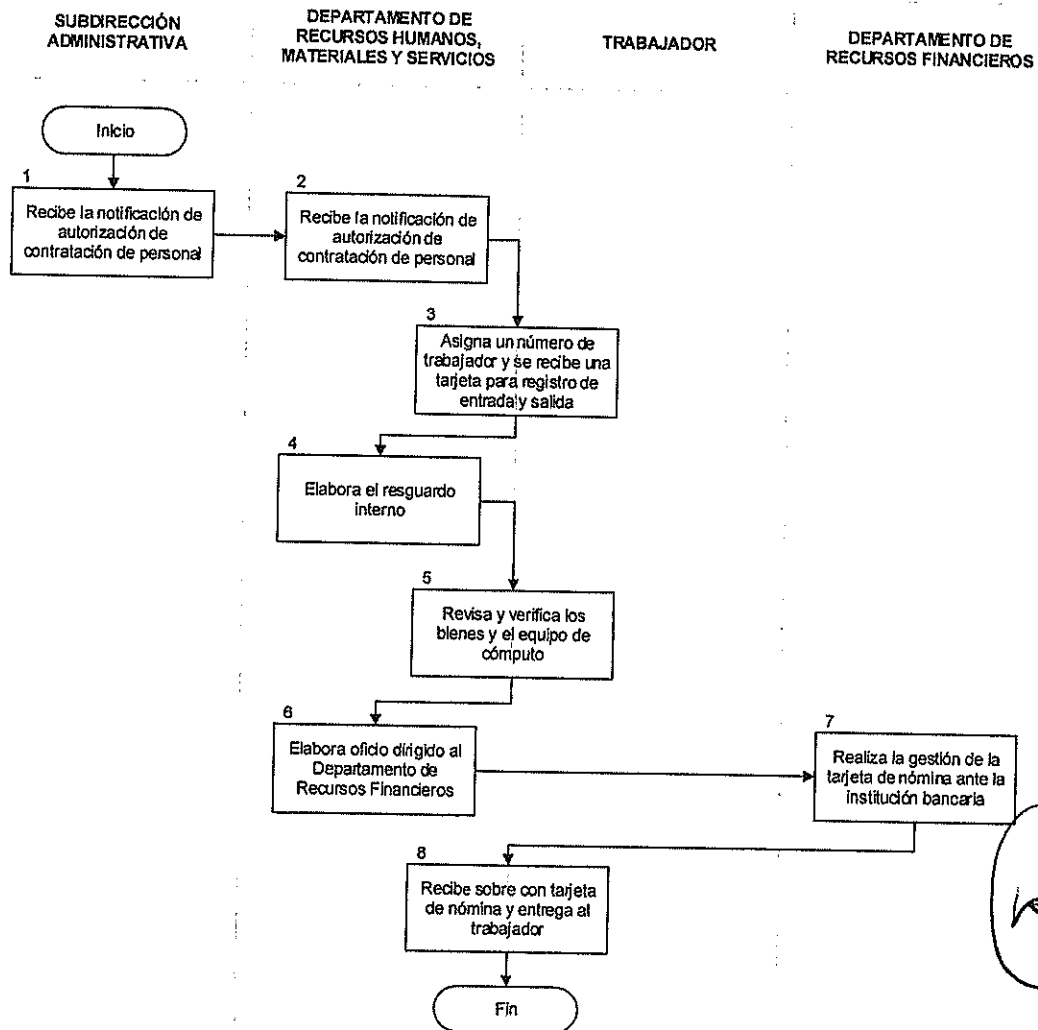 SUBDIRECCIÓN
ADMINISTRATIVA
DEPARTAMENTO DE
RECURSOS HUMANOS,
MATERIALES Y SERVICIOS
TRABAJADOR
DEPARTAMENTO DE
RECURSOS FINANCIEROS
Inicio
1
Recibe la notificación de
autorización de
contratación de personal
2
Recibe la notificación de
autorización de
contratación de personal
3
Asigna un número de
trabajador y se recibe una
tarjeta para registro de
entrada y salida
4
Elabora el resguardo
interno
5
Revisa y verifica los
bienes y el equipo de
cómputo
6
Elabora oficio dirigido al
Departamento de
Recursos Financieros
7
Realiza la gestión de la
tarjeta de nómina ante la
institución bancaria
8
Recibe sobre con tarjeta
de nómina y entrega al
trabajador
Fin